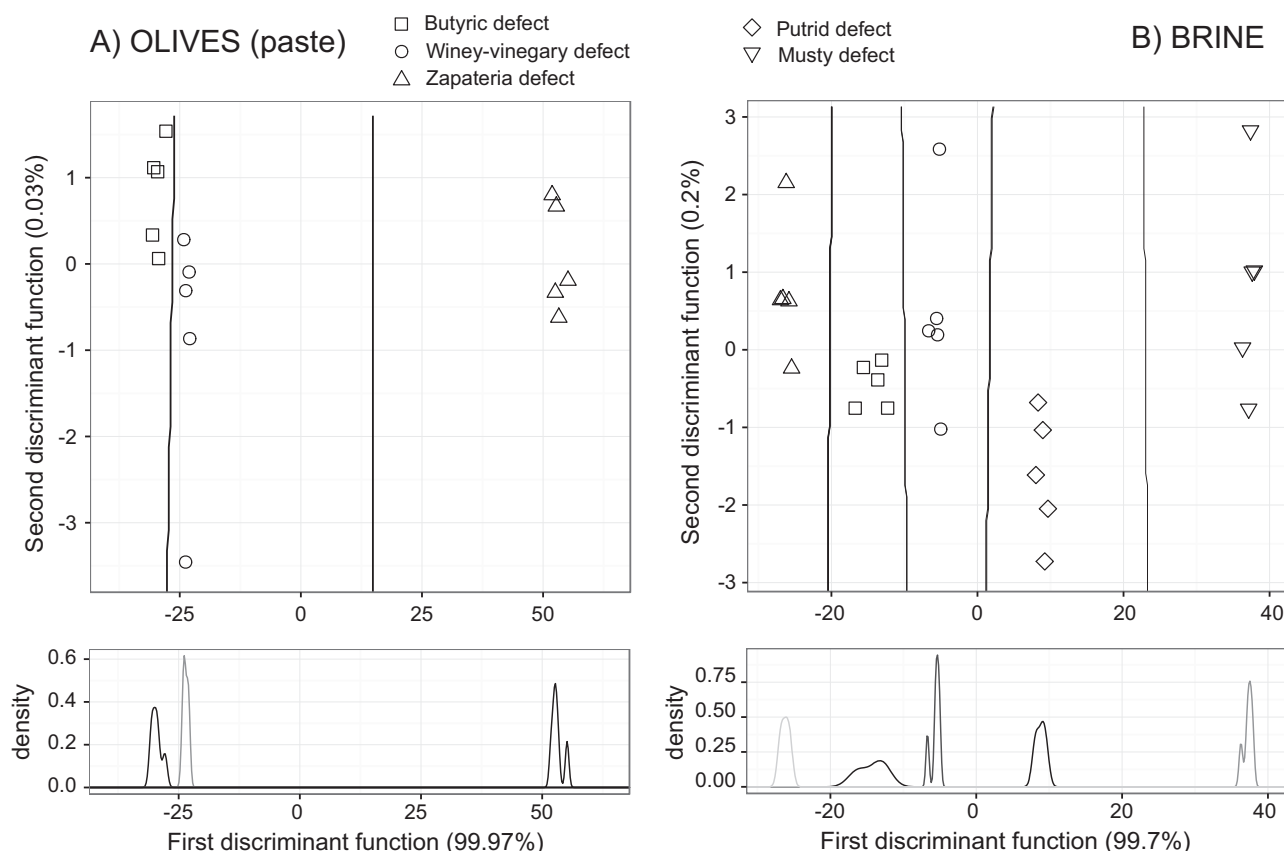 A) OLIVES (paste)
Butyric defect
Winey-vinegary defect
Zapateria defect
Putrid defect
Musty defect
B) BRINE
Second discriminant function (0.03%)
1
0
-1
-2
-3
-25
0
25
50
density
0.6
0.4
0.2
0.0
-25
0
25
50
First discriminant function (99.97%)
Second discriminant function (0.2%)
3
2
1
0
-1
-2
-3
-20
0
20
40
density
0.75
0.50
0.25
0.00
-20
0
20
40
First discriminant function (99.7%)